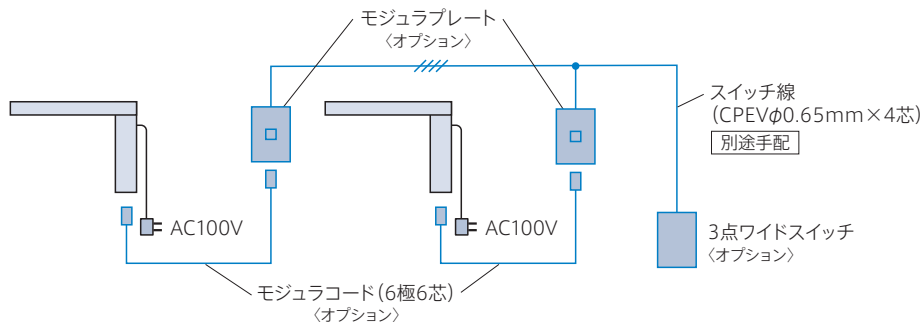 モジュラプレート
〈オプション〉
スイッチ線
(CPEVφ0.65mm×4芯)
別途手配
AC100V
AC100V
3点ワイドスイッチ
〈オプション〉
モジュラコード(6極6芯)
〈オプション〉